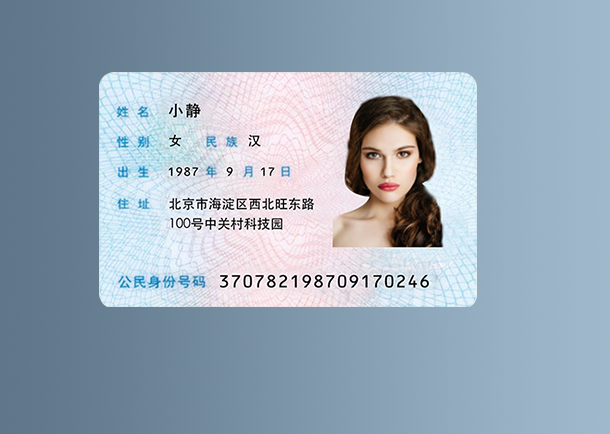 姓名 小静
性别 女 民族 汉
出生 1987 年 9 月 17 日
住址 北京市海淀区西北旺东路
100号中关村科技园
公民身份号码 370782198709170246